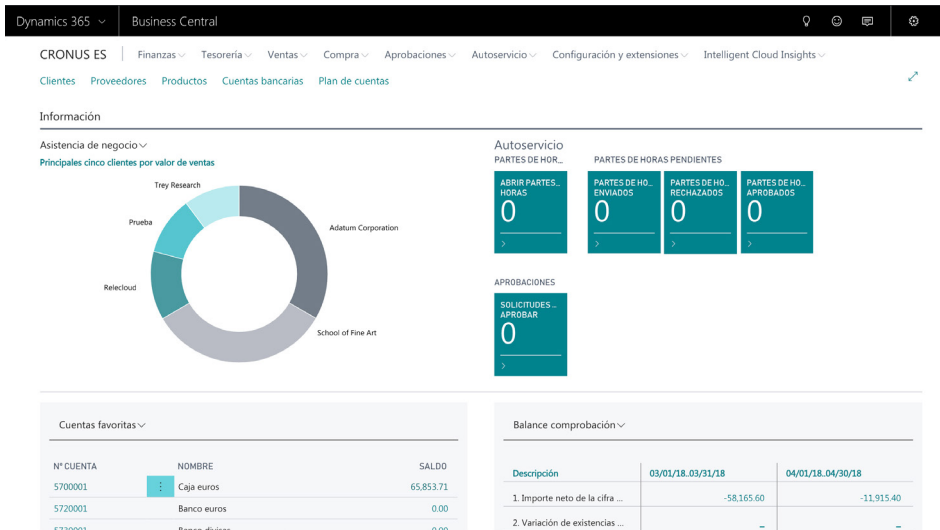 Dynamics 365 Business Central
CRONUS ES Finanzas Tesorería Ventas Compra Aprobaciones Autoservicio Configuración y extensiones Intelligent Cloud Insights
Clientes Proveedores Productos Cuentas bancarias Plan de cuentas
Información
Asistencia de negocio
Principales cinco clientes por valor de ventas
Trey Research
Prueba
Adatum Corporation
Relecloud
School of Fine Art
Autoservicio
PARTES DE HOR... PARTES DE HORAS PENDIENTES
ABRIR PARTES... HORAS
0
PARTES DE HO... ENVIADOS
0
PARTES DE HO... RECHAZADOS
0
PARTES DE HO... APROBADOS
0
APROBACIONES
SOLICITUDES ... APROBAR
0
Cuentas favoritas
Nº CUENTA NOMBRE SALDO
5700001 Caja euros 65,853.71
5720001 Banco euros 0.00
5730001 Banco divisas 0.00
Balance comprobación
Descripción 03/01/18..03/31/18 04/01/18..04/30/18
1. Importe neto de la cifra ... -58,165.60 -11,915.40
2. Variación de existencias ... – –